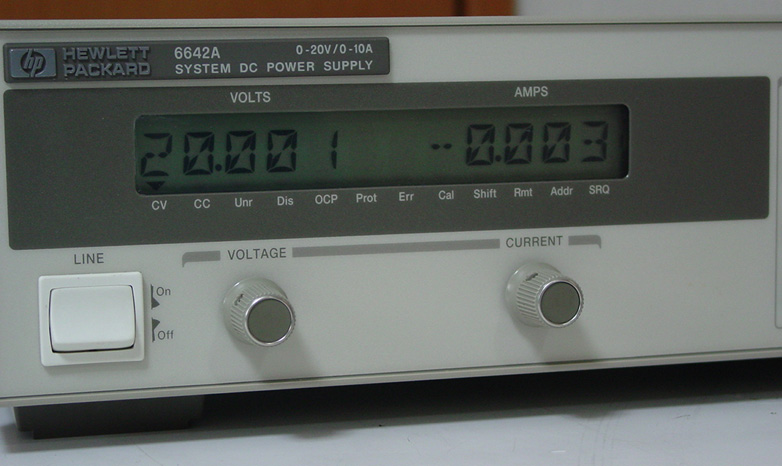 hp HEWLETT PACKARD 6642A 0-20V/0-10A
SYSTEM DC POWER SUPPLY
VOLTS AMPS
20.001 -0.003
CV CC Unr Dis OCP Prot Err Cal Shift Rmt Addr SRQ
LINE VOLTAGE CURRENT
On
Off